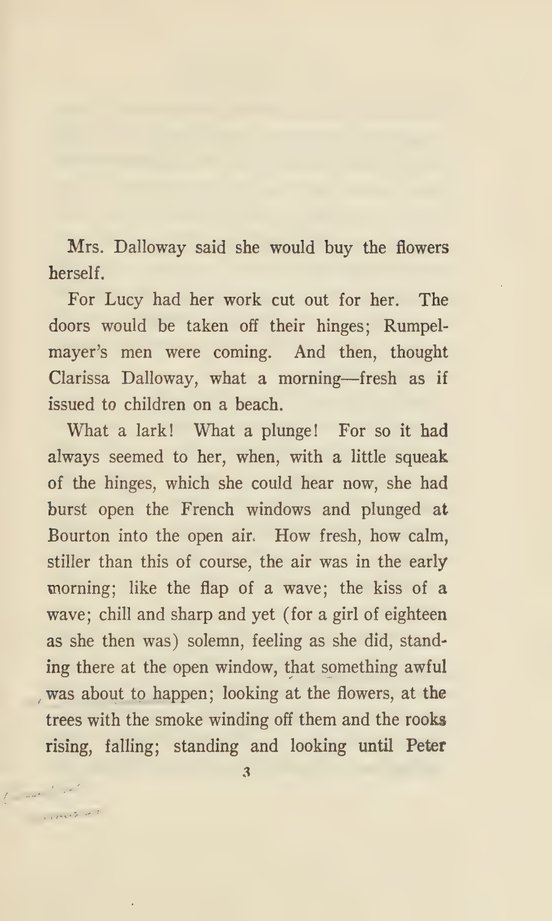 Mrs. Dalloway said she would buy the flowers
herself.
For Lucy had her work cut out for her. The
doors would be taken off their hinges; Rumpel-
mayer's men were coming. And then, thought
Clarissa Dalloway, what a morning—fresh as if
issued to children on a beach.
What a lark! What a plunge! For so it had
always seemed to her, when, with a little squeak
of the hinges, which she could hear now, she had
burst open the French windows and plunged at
Bourton into the open air. How fresh, how calm,
stiller than this of course, the air was in the early
morning; like the flap of a wave; the kiss of a
wave; chill and sharp and yet (for a girl of eighteen
as she then was) solemn, feeling as she did, stand-
ing there at the open window, that something awful
was about to happen; looking at the flowers, at the
trees with the smoke winding off them and the rooks
rising, falling; standing and looking until Peter
3